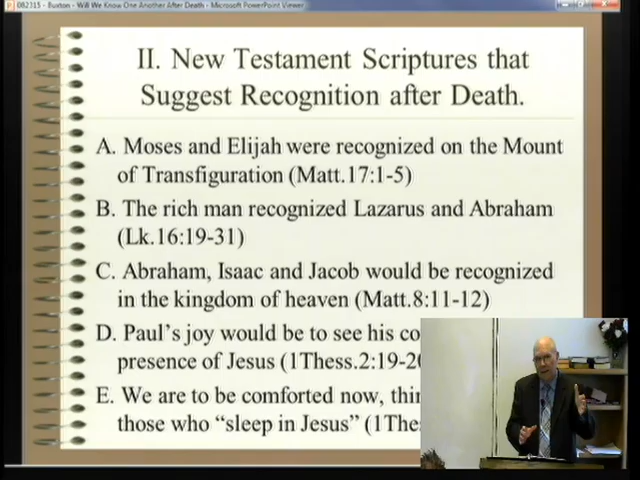 082315 - Buxton - Will We Know One Another After Death - Microsoft PowerPoint Viewer
II. New Testament Scriptures that
Suggest Recognition after Death.
A. Moses and Elijah were recognized on the Mount
of Transfiguration (Matt.17:1-5)
B. The rich man recognized Lazarus and Abraham
(Lk.16:19-31)
C. Abraham, Isaac and Jacob would be recognized
in the kingdom of heaven (Matt.8:11-12)
D. Paul's joy would be to see his
presence of Jesus (1Thess.2:19-
E. We are to be comforted now,
those who "sleep in Jesus"